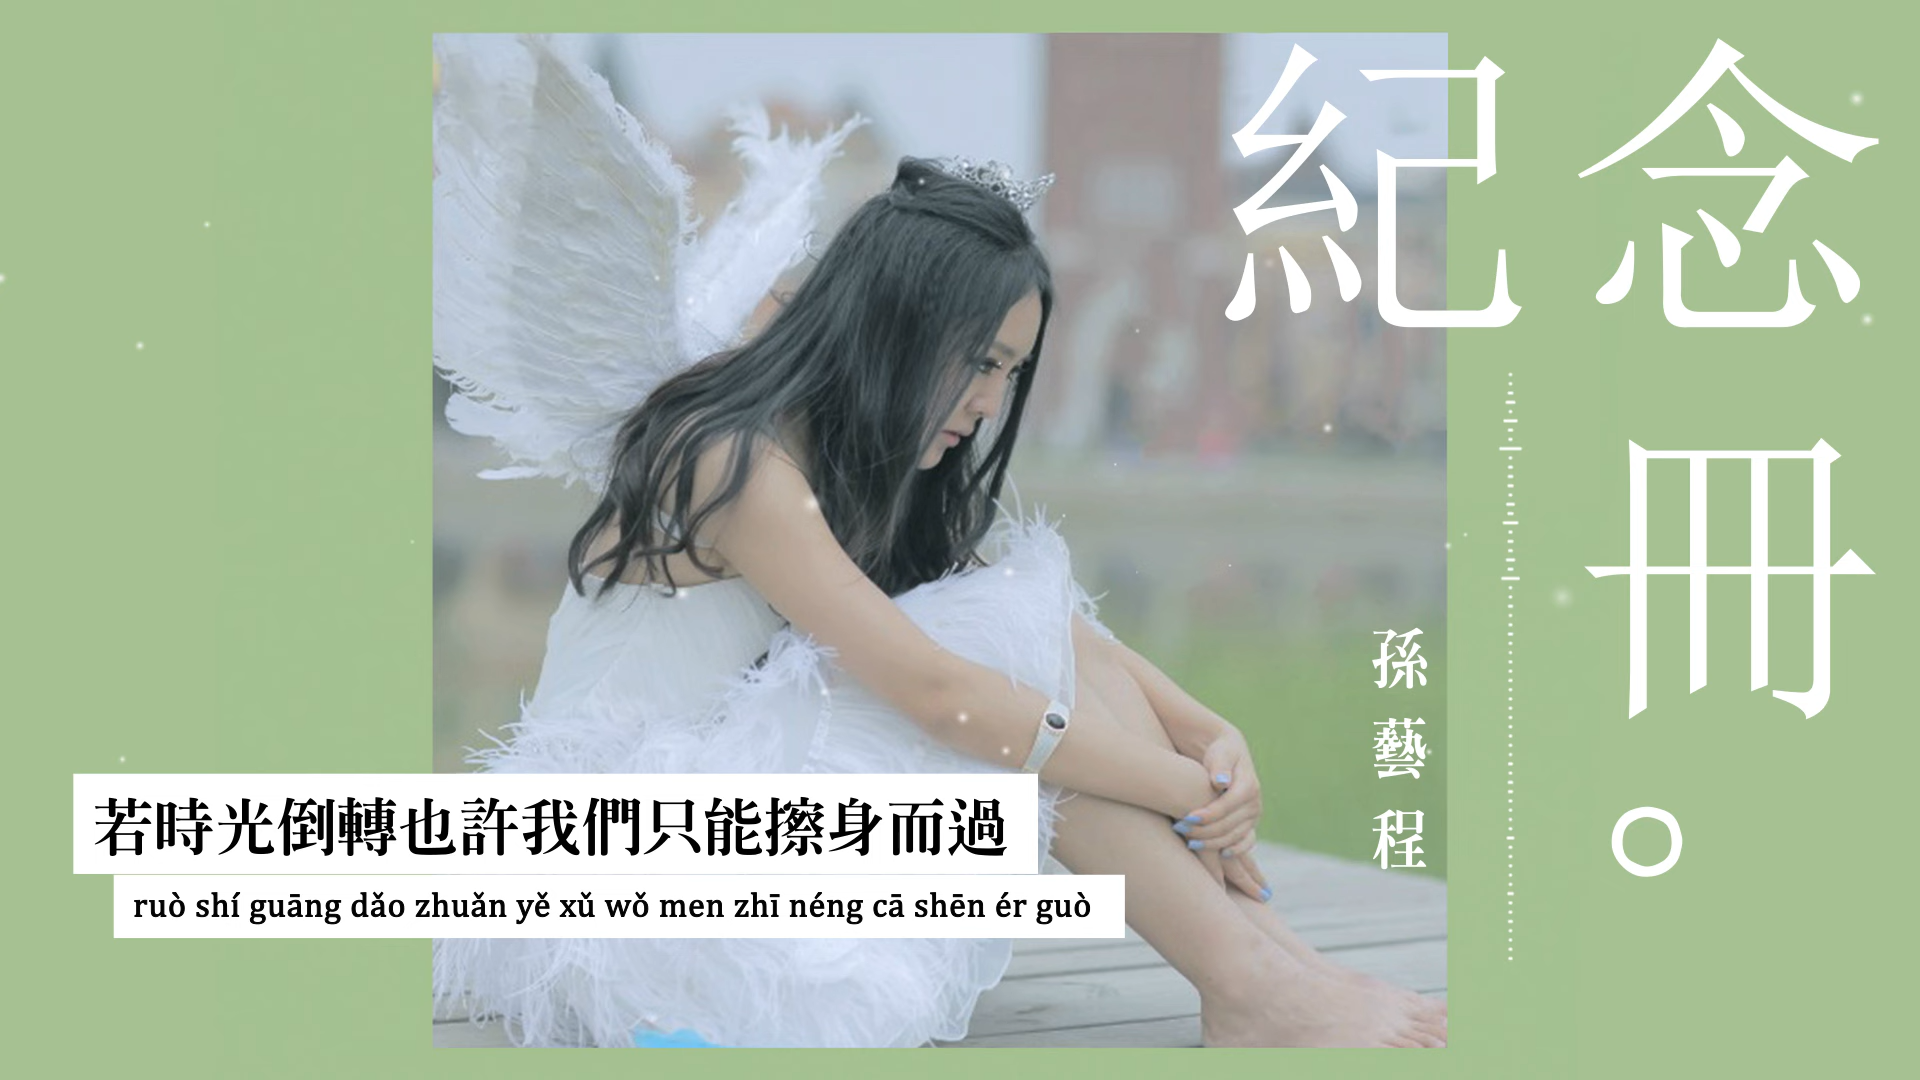 紀念冊。
孫藝程
若時光倒轉也許我們只能擦身而過
ruò shí guāng dǎo zhuǎn yě xǔ wǒ men zhī néng cā shēn ér guò